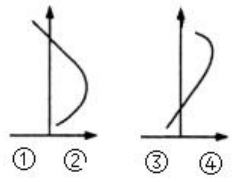 ① ② ③ ④